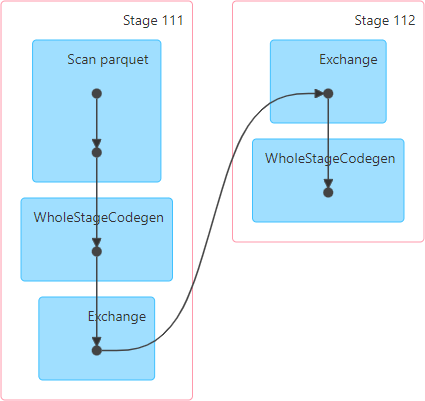 Stage 111
Scan parquet
WholeStageCodegen
Exchange
Stage 112
Exchange
WholeStageCodegen